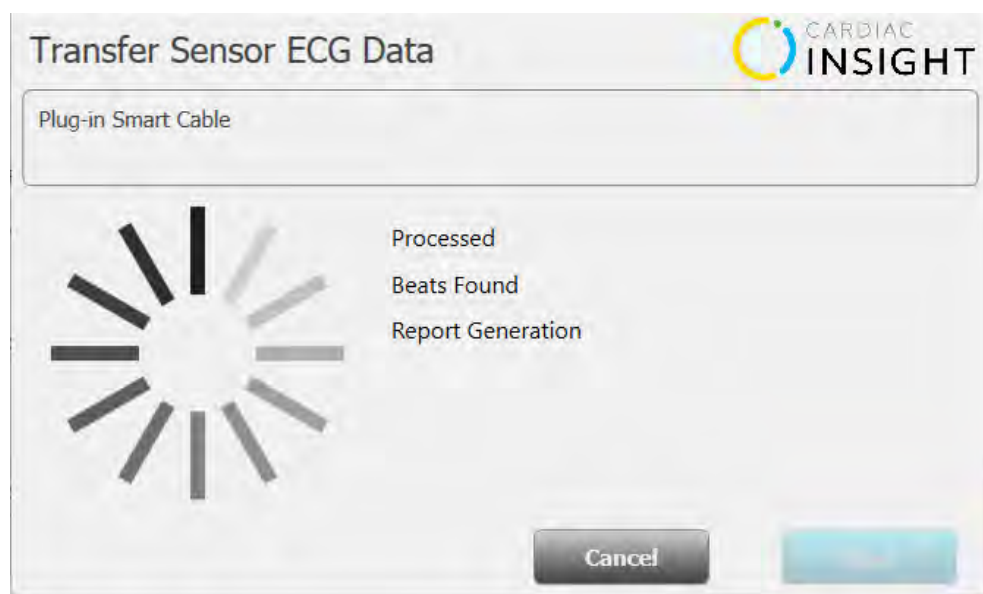 Transfer Sensor ECG Data
CARDIAC
INSIGHT
Plug-in Smart Cable
Processed
Beats Found
Report Generation
Cancel